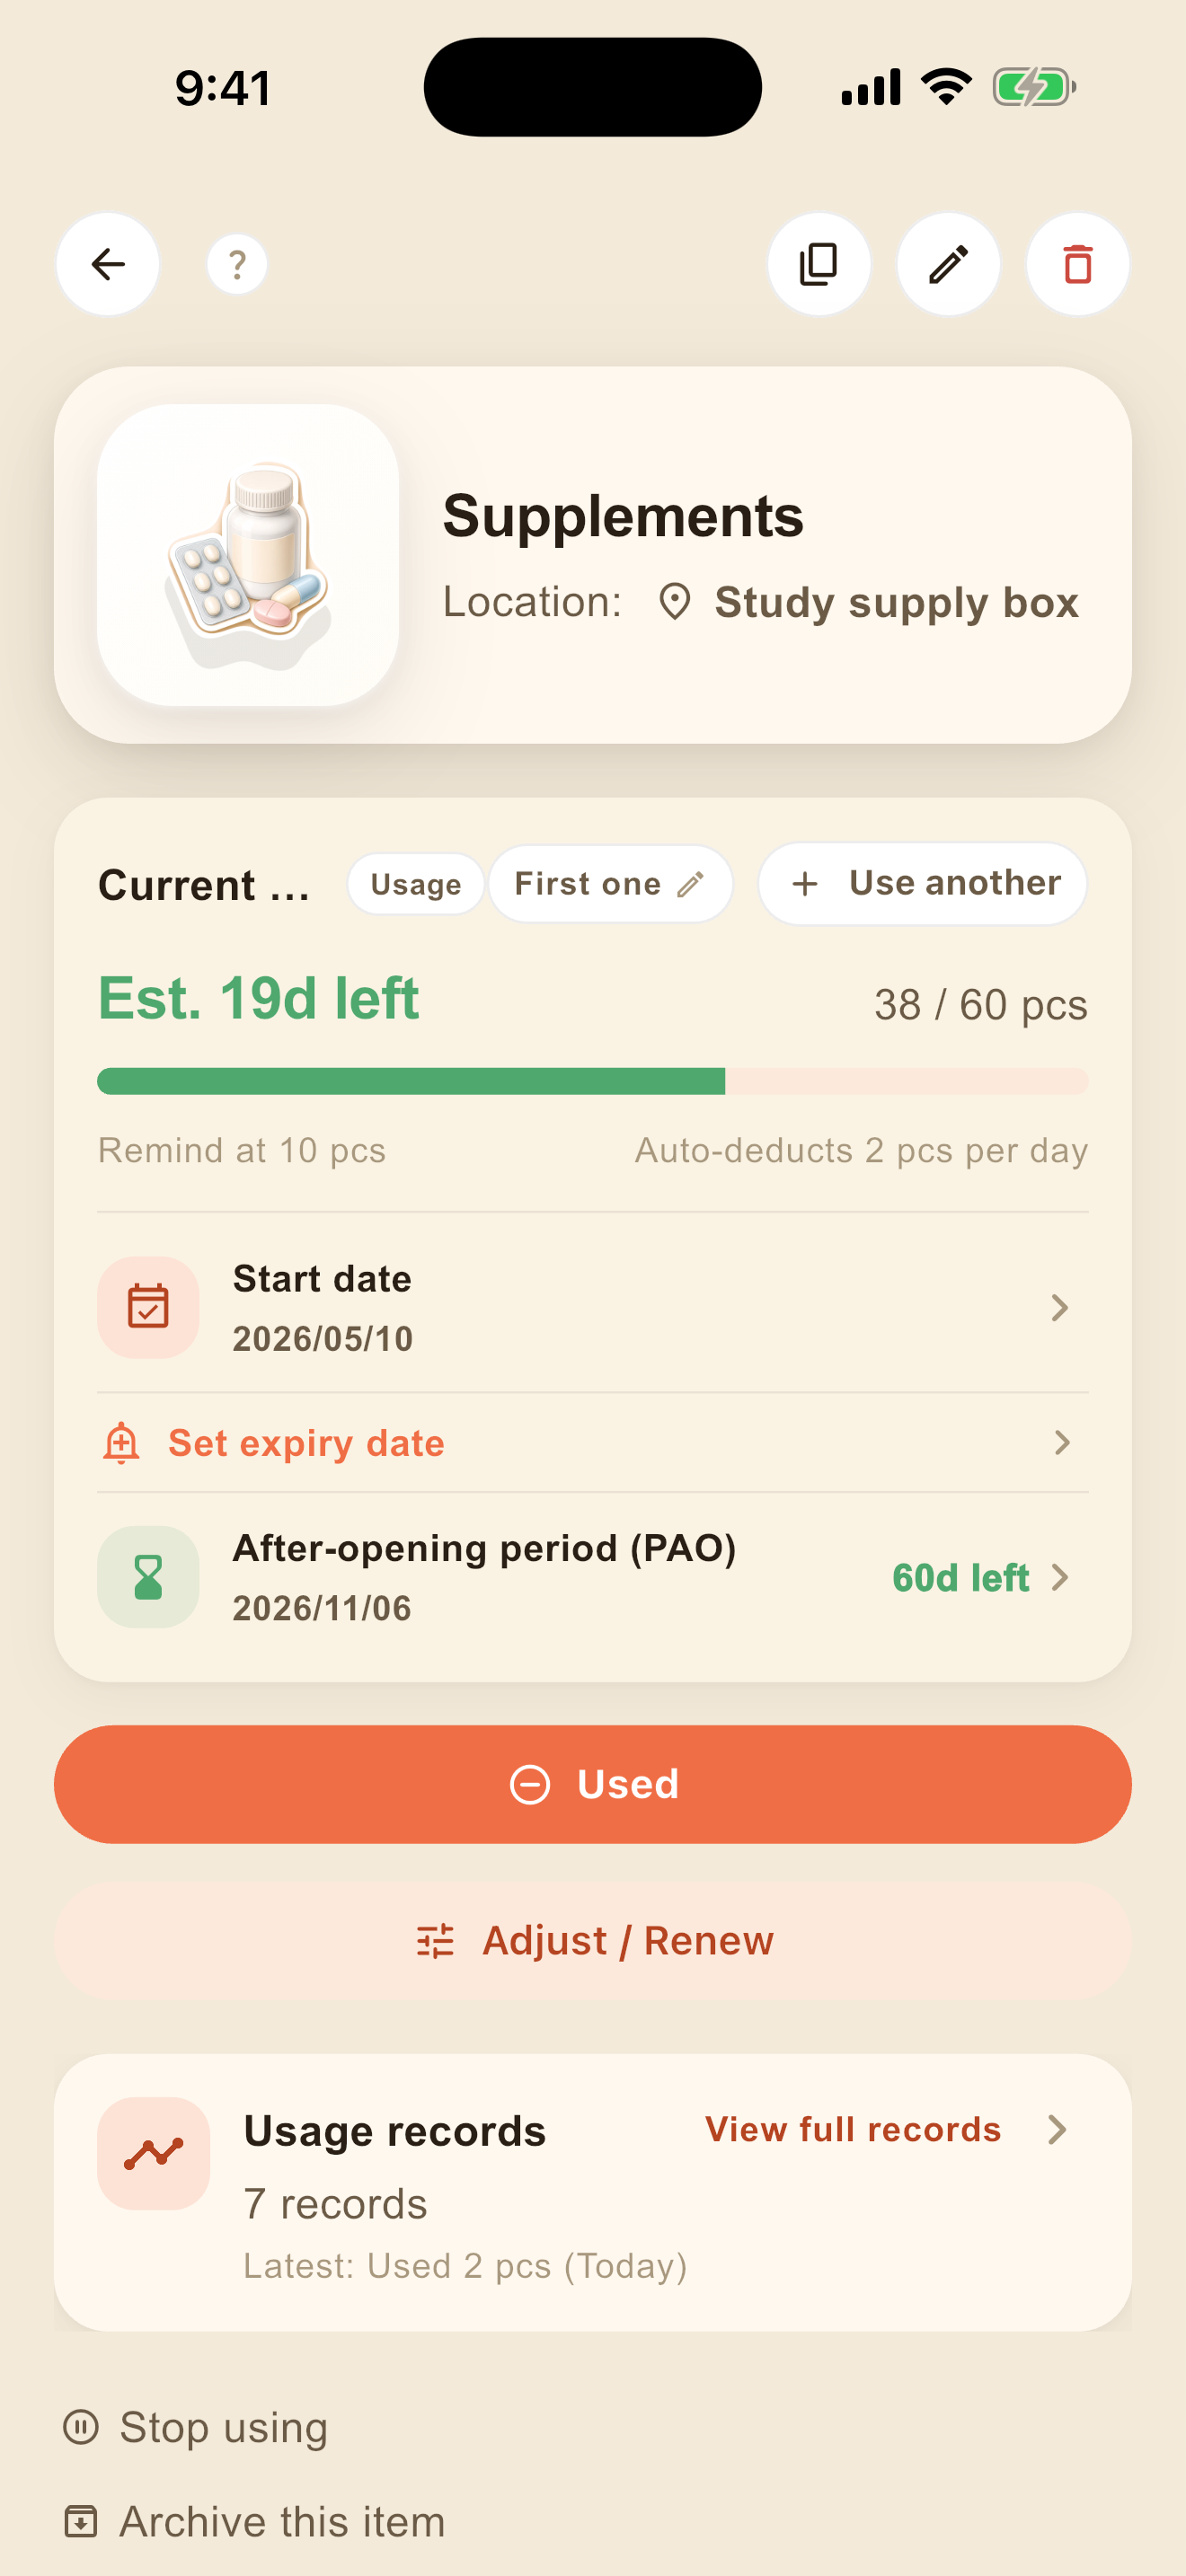 9:41
?
Supplements
Location: Study supply box
Current ... Usage First one + Use another
Est. 19d left 38 / 60 pcs
Remind at 10 pcs Auto-deducts 2 pcs per day
Start date
2026/05/10
Set expiry date
After-opening period (PAO)
2026/11/06
60d left
Used
Adjust / Renew
Usage records View full records
7 records
Latest: Used 2 pcs (Today)
Stop using
Archive this item